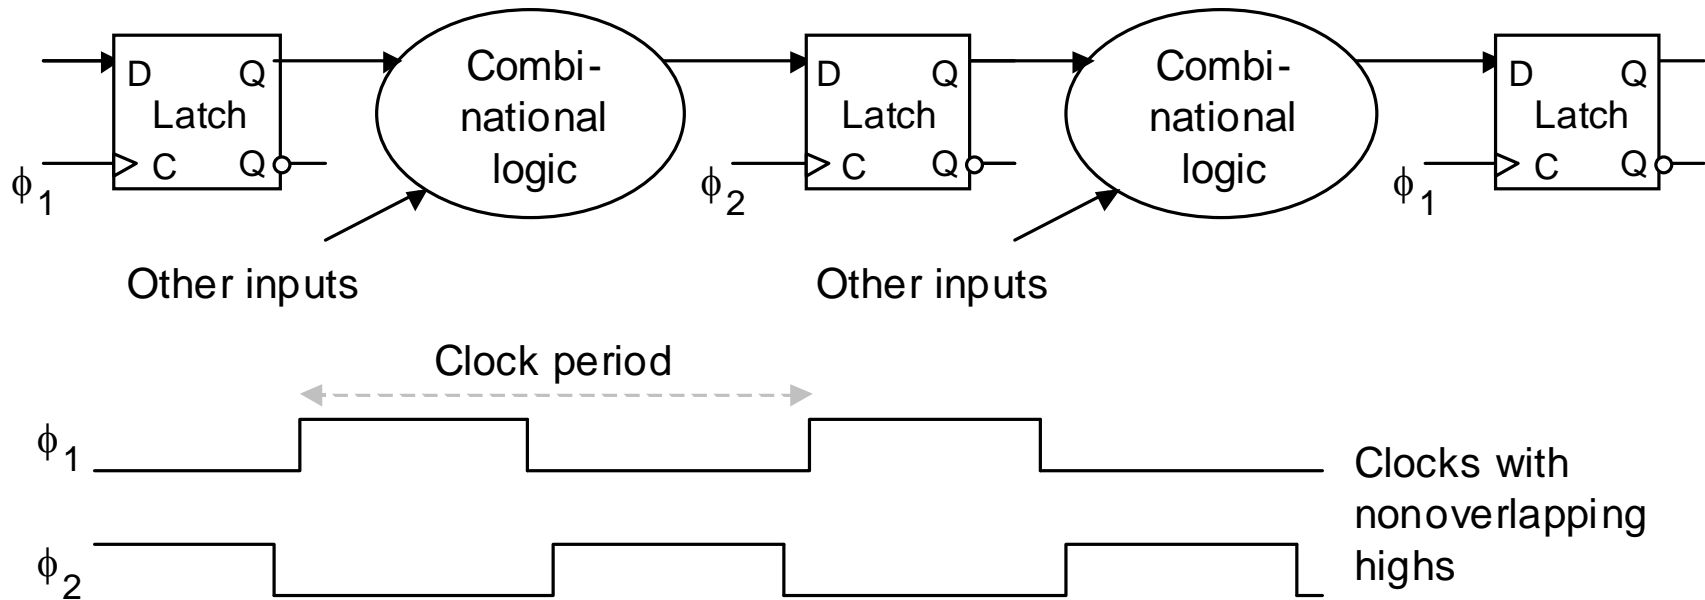 D Q
Latch
C Q
ϕ1
Combi-
national
logic
Other inputs
D Q
Latch
C Q
ϕ2
Combi-
national
logic
Other inputs
D Q
Latch
C Q
ϕ1
Clock period
ϕ1
ϕ2
Clocks with
nonoverlapping
highs